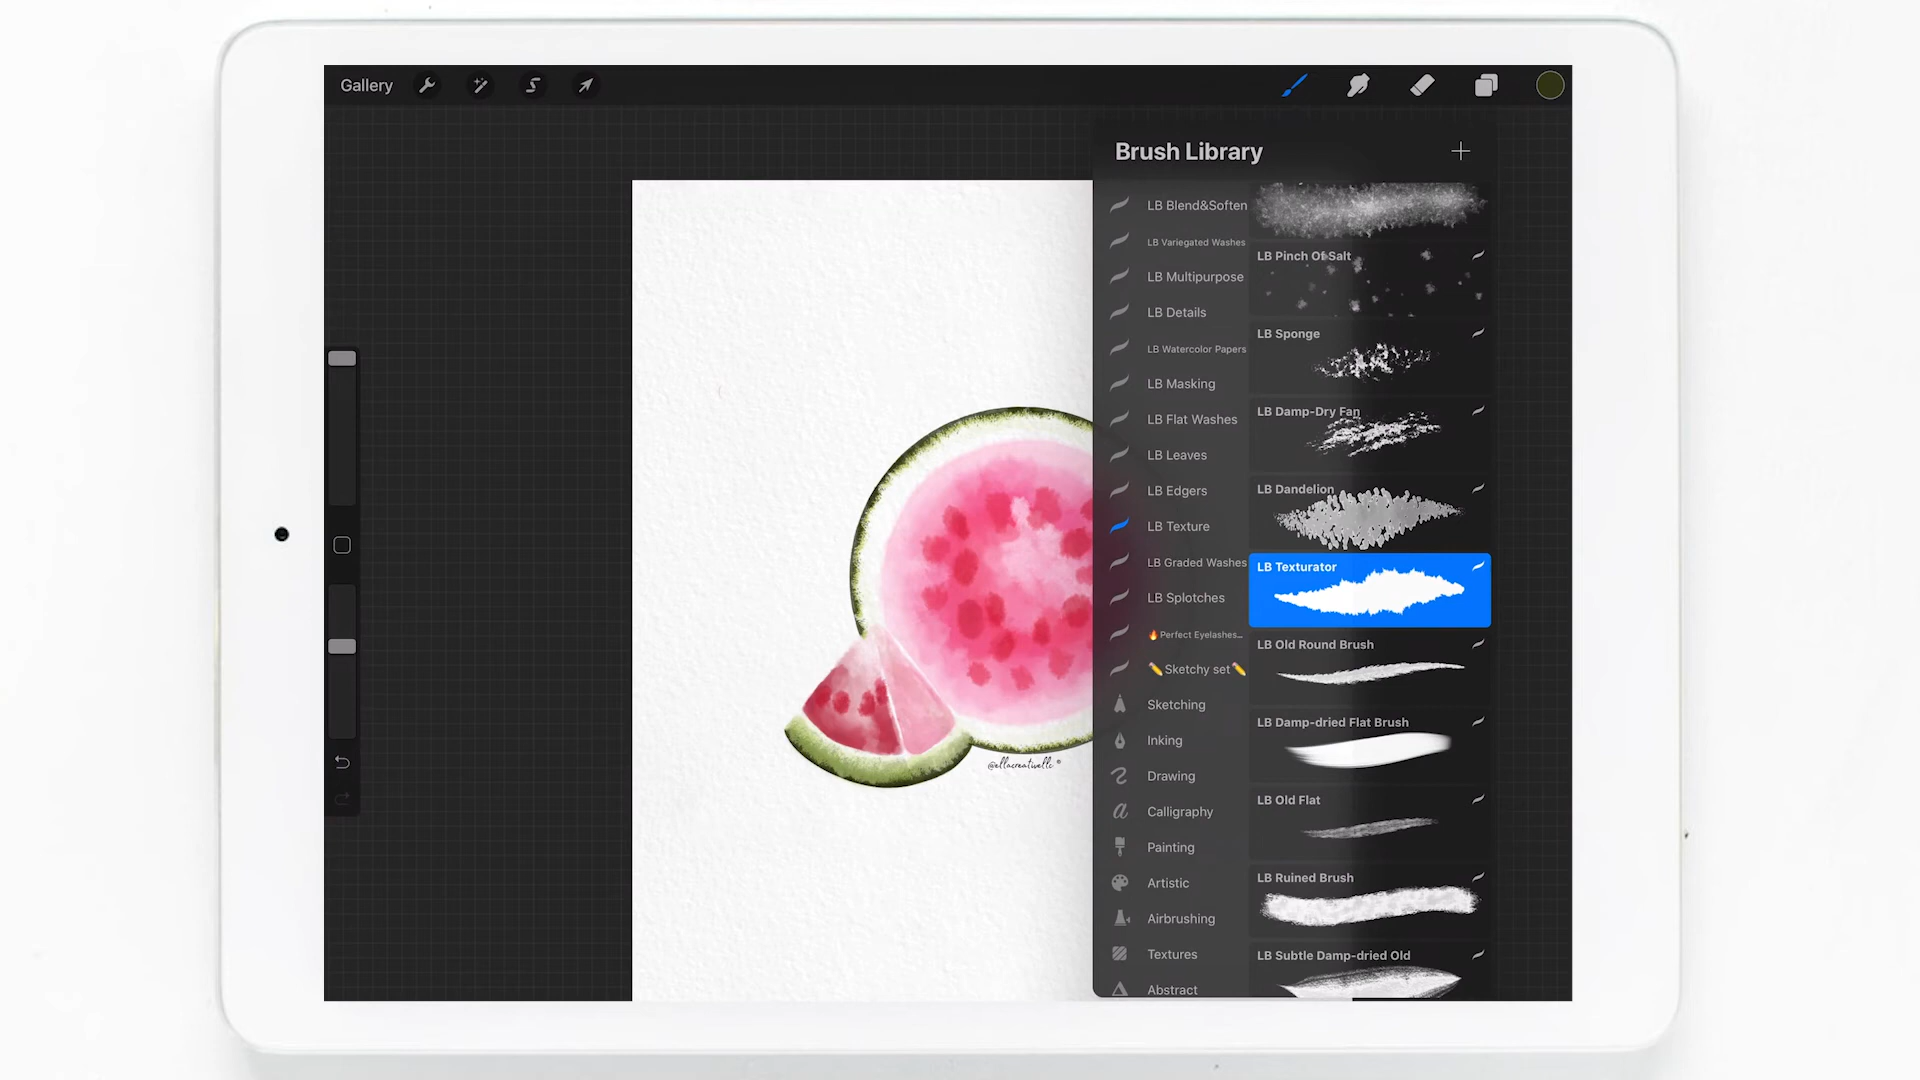 Gallery
Brush Library
LB Blend&Soften
LB Variegated Washes
LB Multipurpose
LB Details
LB Watercolor Papers
LB Masking
LB Flat Washes
LB Leaves
LB Edgers
LB Texture
LB Graded Washes
LB Splotches
🔥Perfect Eyelashes...
✏️Sketchy set✏️
Sketching
Inking
Drawing
Calligraphy
Painting
Artistic
Airbrushing
Textures
Abstract
LB Pinch Of Salt
LB Sponge
LB Damp-Dry Fan
LB Dandelion
LB Texturator
LB Old Round Brush
LB Damp-dried Flat Brush
LB Old Flat
LB Ruined Brush
LB Subtle Damp-dried Old
@ellacreativellc ©